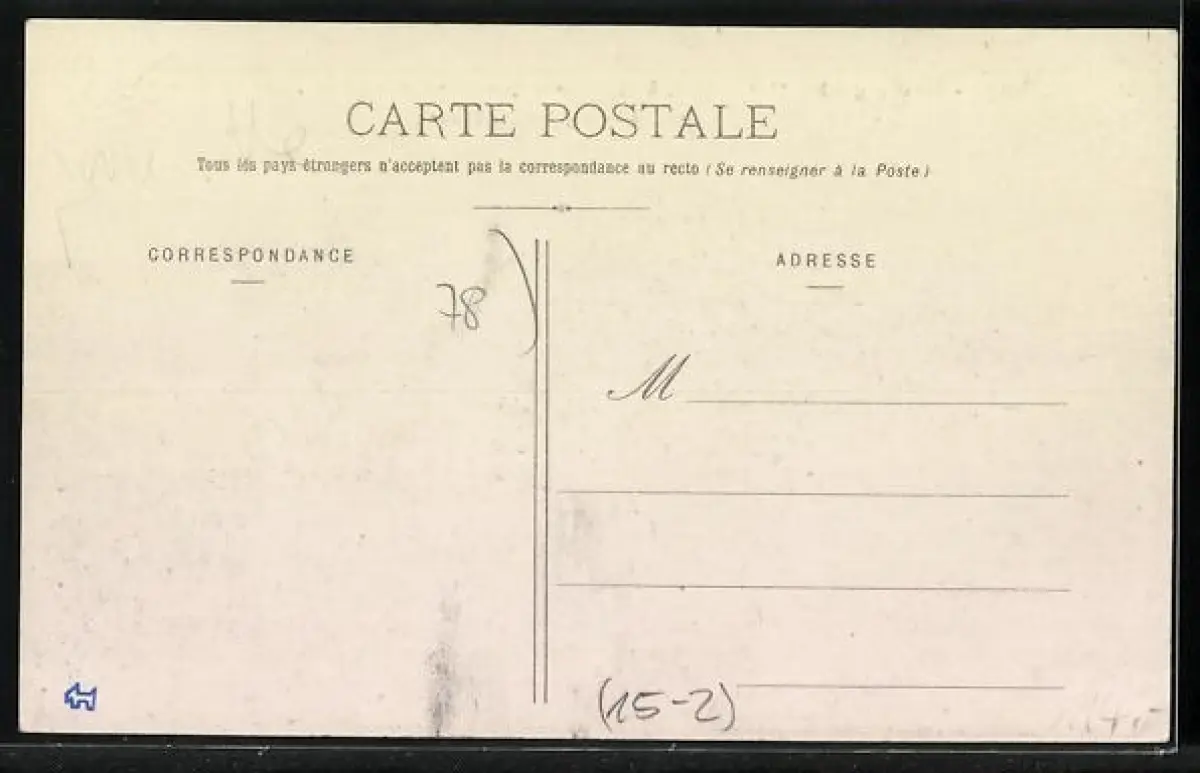 CARTE POSTALE
Tous les pays étrangers n'acceptent pas la correspondance au recto (Se renseigner à la Poste)
CORRESPONDANCE
ADRESSE
78
M
(15-2)